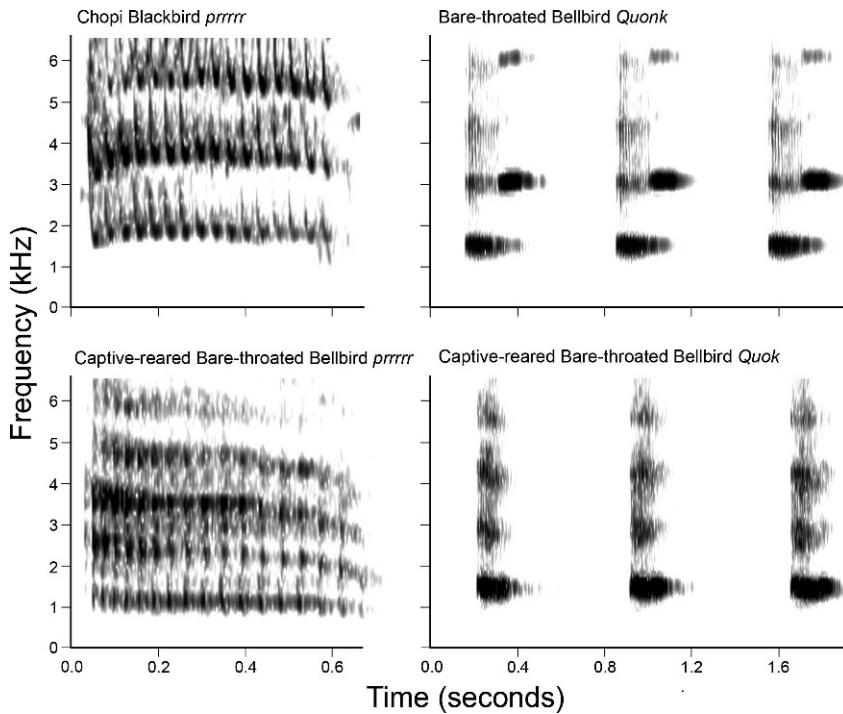 Chopi Blackbird prrrrr
Bare-throated Bellbird Quonk
6
5
4
3
2
1
0
Captive-reared Bare-throated Bellbird prrrrr
Captive-reared Bare-throated Bellbird Quok
Frequency (kHz)
6
5
4
3
2
1
0
0.0 0.2 0.4 0.6
0.0 0.4 0.8 1.2 1.6
Time (seconds)